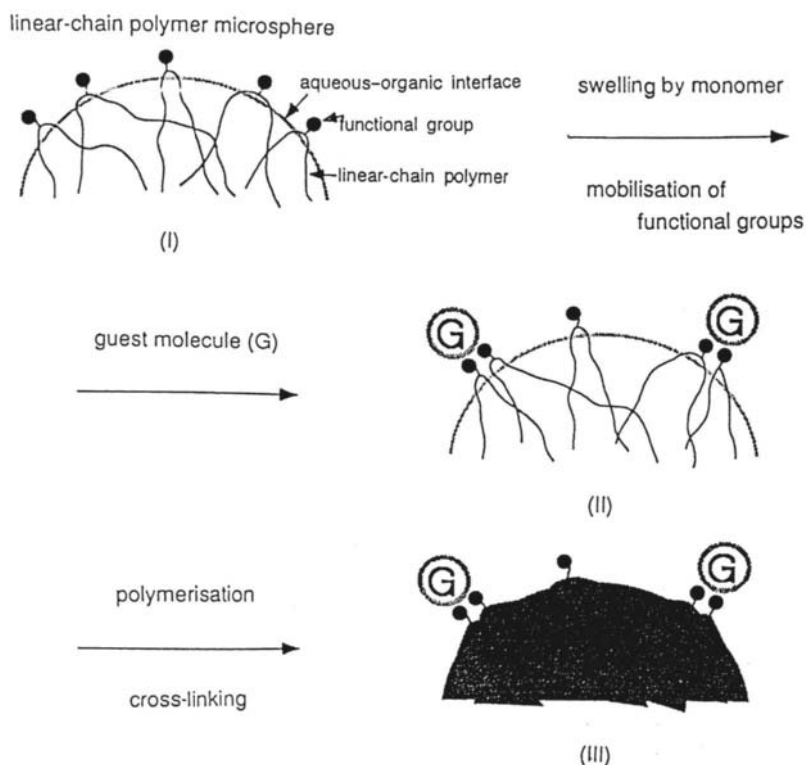 linear-chain polymer microsphere
aqueous–organic interface
functional group
linear-chain polymer
(I)
swelling by monomer
mobilisation of
functional groups
guest molecule (G)
G
G
(II)
polymerisation
cross-linking
G
G
(III)